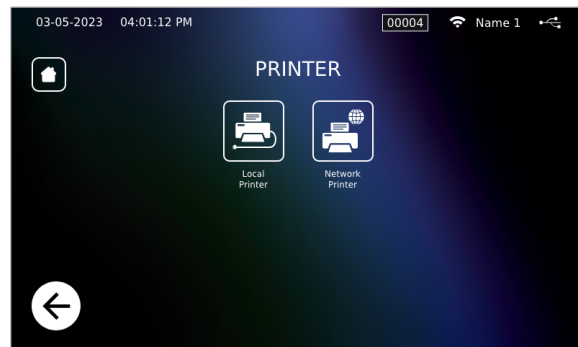 03-05-2023 04:01:12 PM 00004 Name 1
PRINTER
Local Network
Printer Printer